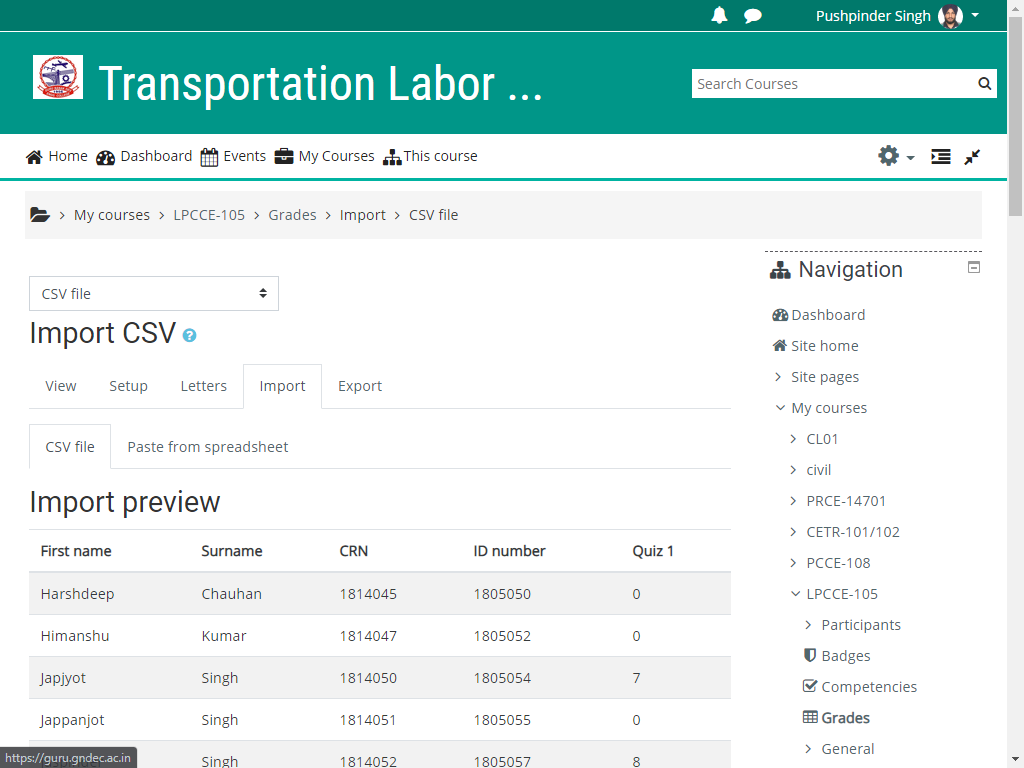 Pushpinder Singh
Transportation Labor ...
Search Courses
Home Dashboard Events My Courses This course
My courses LPCCE-105 Grades Import CSV file
CSV file
Import CSV
View Setup Letters Import Export
CSV file Paste from spreadsheet
Import preview
First name Surname CRN ID number Quiz 1
Harshdeep Chauhan 1814045 1805050 0
Himanshu Kumar 1814047 1805052 0
Japjyot Singh 1814050 1805054 7
Jappanjot Singh 1814051 1805055 0
Singh 1814052 1805057 8
https://guru.gndec.ac.in
Navigation
Dashboard
Site home
Site pages
My courses
CL01
civil
PRCE-14701
CETR-101/102
PCCE-108
LPCCE-105
Participants
Badges
Competencies
Grades
General